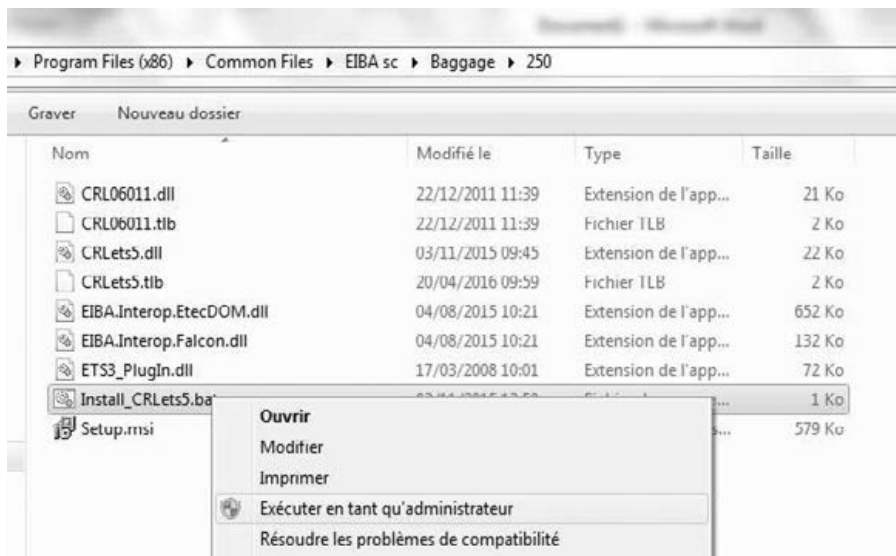 Program Files (x86) ▸ Common Files ▸ EIBA sc ▸ Baggage ▸ 250
Graver Nouveau dossier
Nom Modifié le Type Taille
CRL06011.dll 22/12/2011 11:39 Extension de l'app... 21 Ko
CRL06011.tlb 22/12/2011 11:39 Fichier TLB 2 Ko
CRLets5.dll 03/11/2015 09:45 Extension de l'app... 22 Ko
CRLets5.tlb 20/04/2016 09:59 Fichier TLB 2 Ko
EIBA.Interop.EtecDOM.dll 04/08/2015 10:21 Extension de l'app... 652 Ko
EIBA.Interop.Falcon.dll 04/08/2015 10:21 Extension de l'app... 132 Ko
ETS3_PlugIn.dll 17/03/2008 10:01 Extension de l'app... 72 Ko
Install_CRLets5.ba 1 Ko
Setup.msi 579 Ko
Ouvrir
Modifier
Imprimer
Exécuter en tant qu'administrateur
Résoudre les problèmes de compatibilité